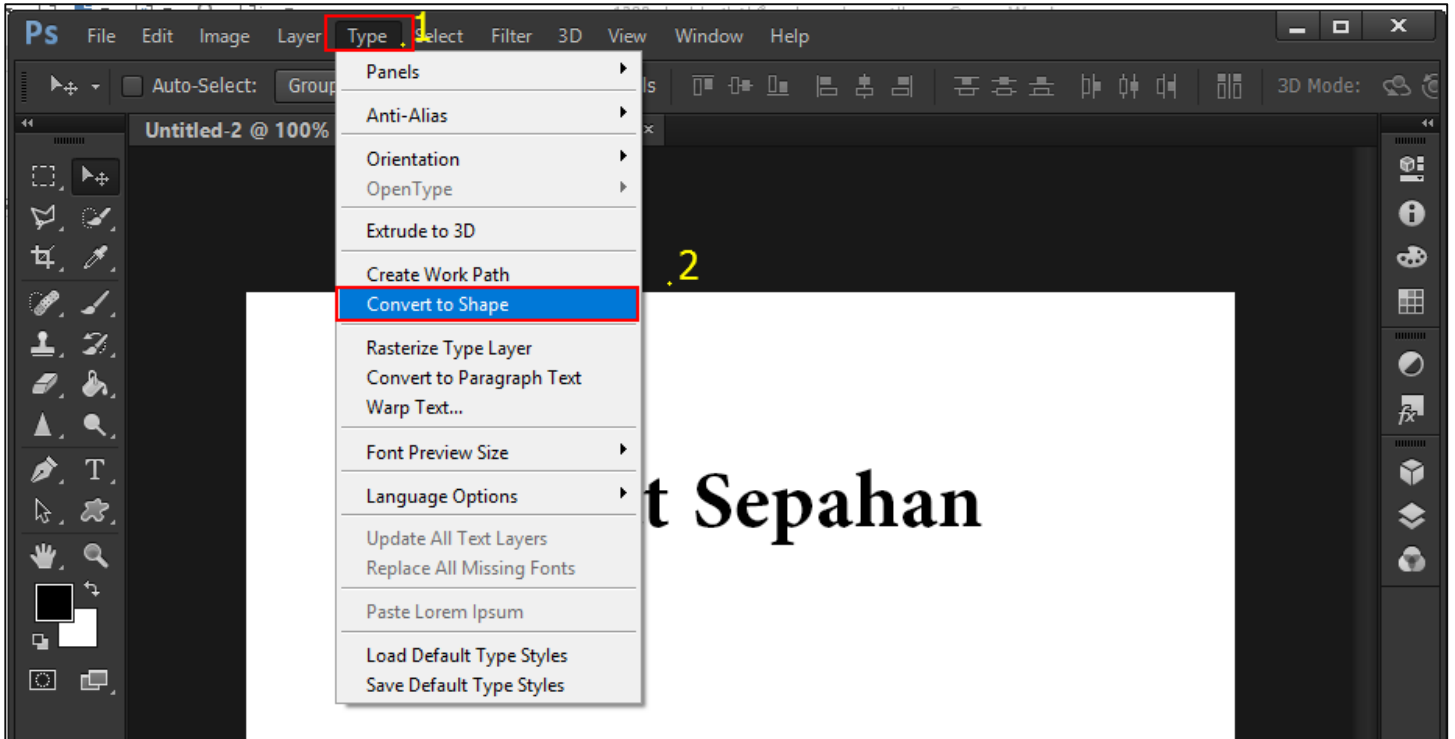 Ps File Edit Image Layer Type 1 Select Filter 3D View Window Help
Auto-Select: Group 3D Mode:
Untitled-2 @ 100% ×
Panels
Anti-Alias
Orientation
OpenType
Extrude to 3D
Create Work Path
2
Convert to Shape
Rasterize Type Layer
Convert to Paragraph Text
Warp Text...
Font Preview Size
Language Options
t Sepahan
Update All Text Layers
Replace All Missing Fonts
Paste Lorem Ipsum
Load Default Type Styles
Save Default Type Styles